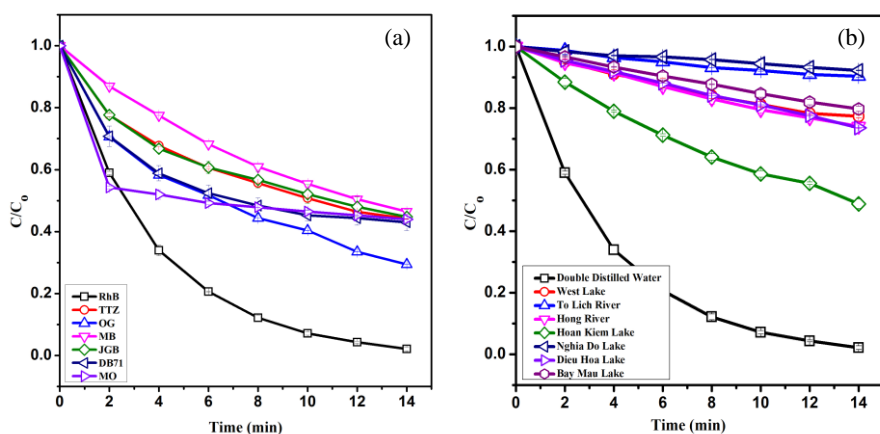 (a)
C/Co
1.0
0.8
0.6
0.4
0.2
0.0
RhB
TTZ
OG
MB
JGB
DB71
MO
0 2 4 6 8 10 12 14
Time (min)
(b)
C/Co
1.0
0.8
0.6
0.4
0.2
0.0
Double Distilled Water
West Lake
To Lich River
Hong River
Hoan Kiem Lake
Nghia Do Lake
Dieu Hoa Lake
Bay Mau Lake
0 2 4 6 8 10 12 14
Time (min)